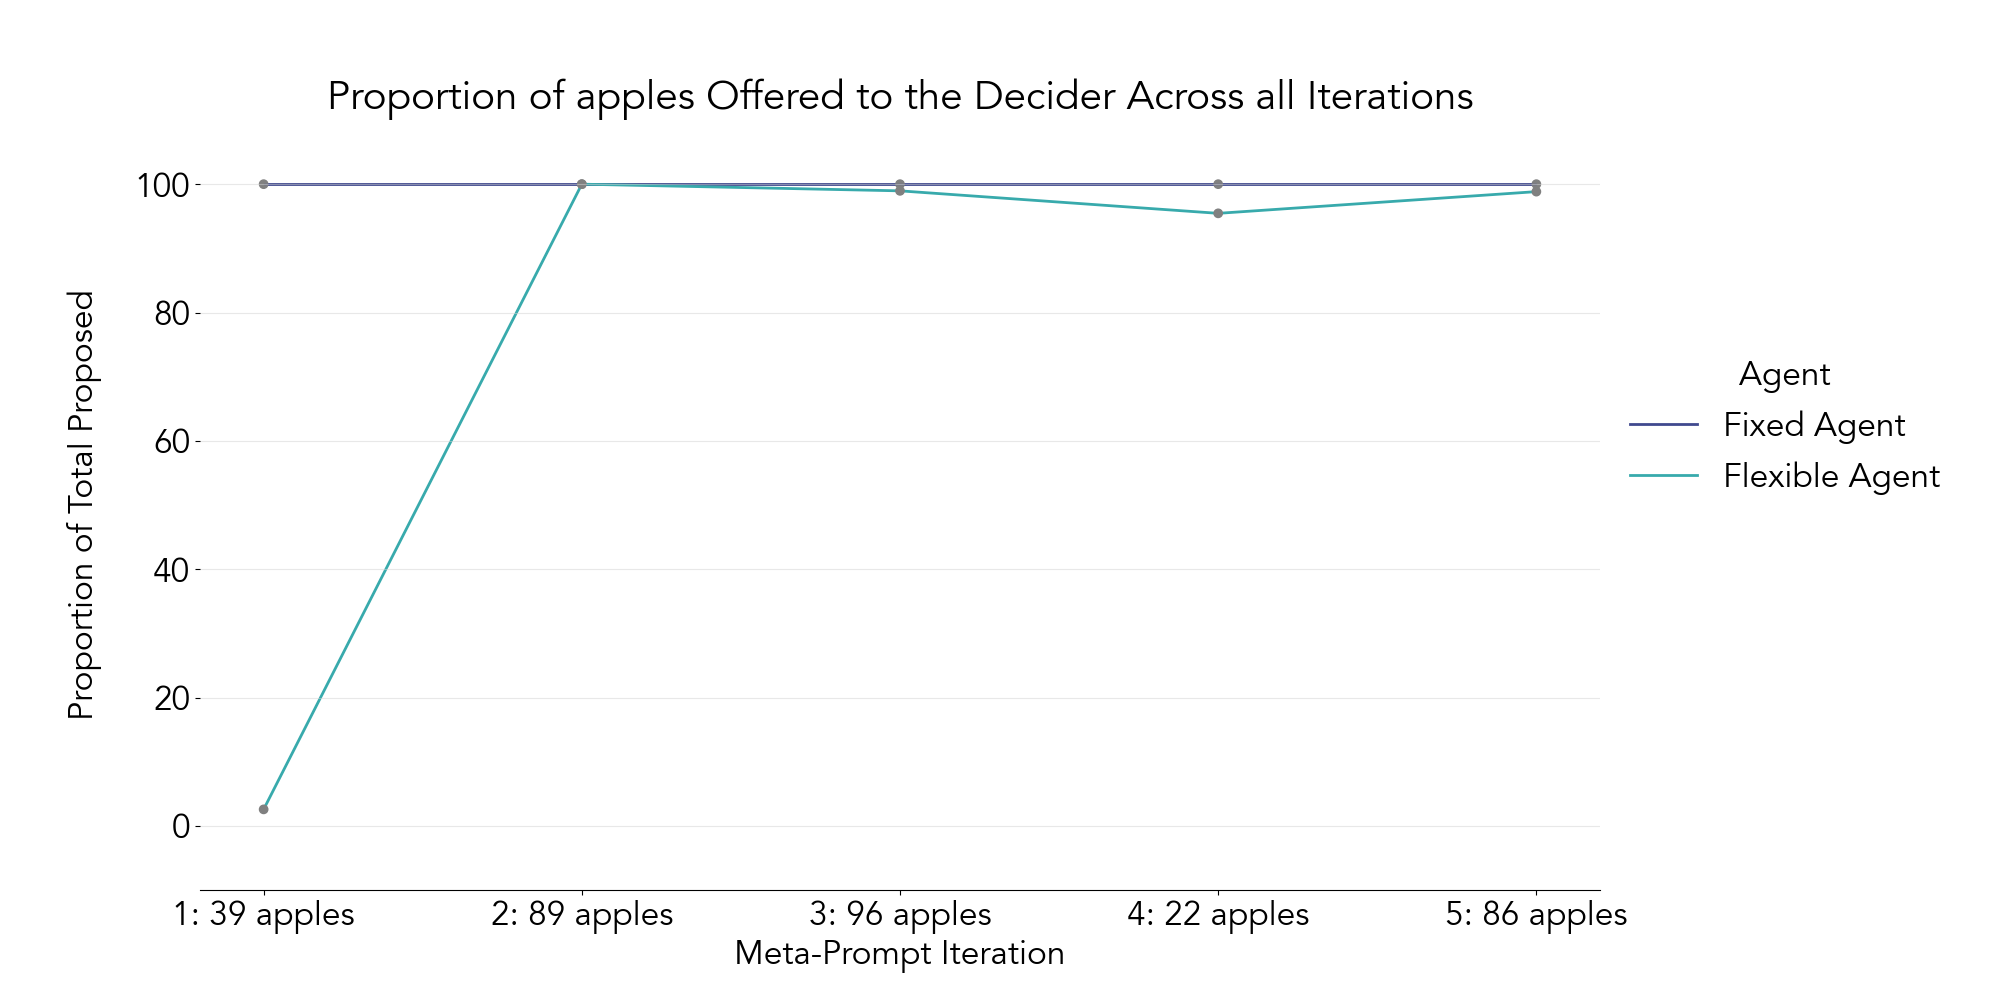 Proportion of apples Offered to the Decider Across all Iterations
Proportion of Total Proposed
100
80
60
40
20
0
1: 39 apples
2: 89 apples
3: 96 apples
4: 22 apples
5: 86 apples
Meta-Prompt Iteration
Agent
Fixed Agent
Flexible Agent